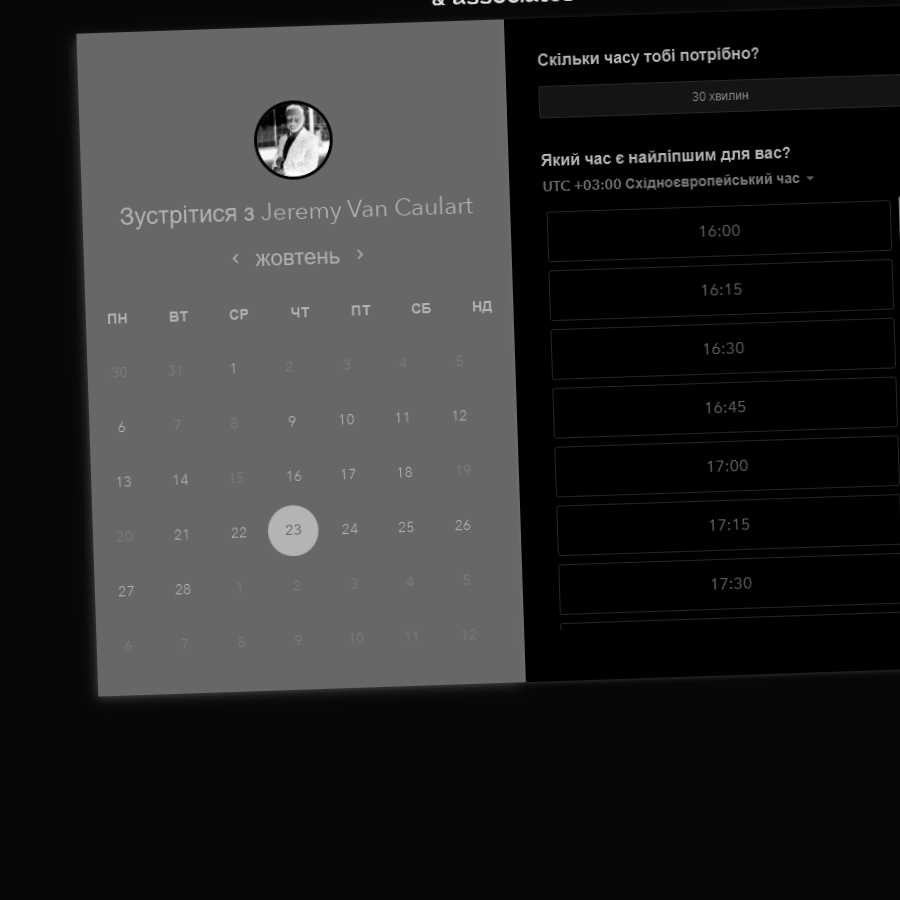 & associates
Зустрітися з Jeremy Van Caulart
жовтень
ПН ВТ СР ЧТ ПТ СБ НД
30 31 1 2 3 4 5
6 7 8 9 10 11 12
13 14 15 16 17 18 19
20 21 22 23 24 25 26
27 28 1 2 3 4 5
6 7 8 9 10 11 12
Скільки часу тобі потрібно?
30 хвилин
Який час є найліпшим для вас?
UTC +03:00 Східноєвропейський час
16:00
16:15
16:30
16:45
17:00
17:15
17:30